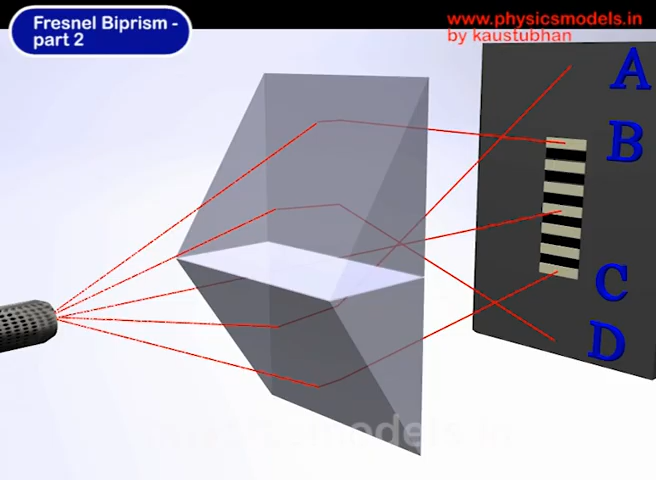 Fresnel Biprism -
part 2
www.physicsmodels.in
by kaustubhan
A
B
C
D